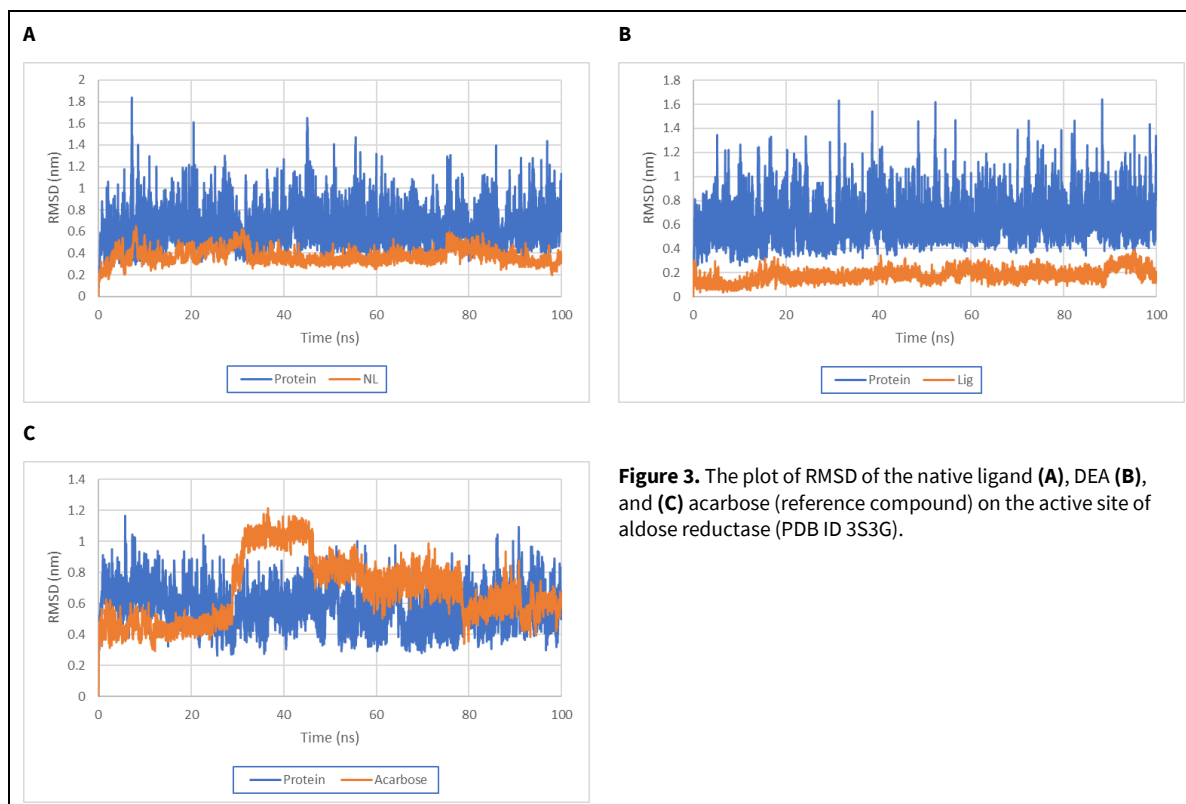 A
RMSD (nm)
2
1.8
1.6
1.4
1.2
1
0.8
0.6
0.4
0.2
0
0 20 40 60 80 100
Time (ns)
Protein NL
B
RMSD (nm)
1.8
1.6
1.4
1.2
1
0.8
0.6
0.4
0.2
0
0 20 40 60 80 100
Time (ns)
Protein Lig
C
RMSD (nm)
1.4
1.2
1
0.8
0.6
0.4
0.2
0
0 20 40 60 80 100
Time (ns)
Protein Acarbose
Figure 3. The plot of RMSD of the native ligand (A), DEA (B),
and (C) acarbose (reference compound) on the active site of
aldose reductase (PDB ID 3S3G).